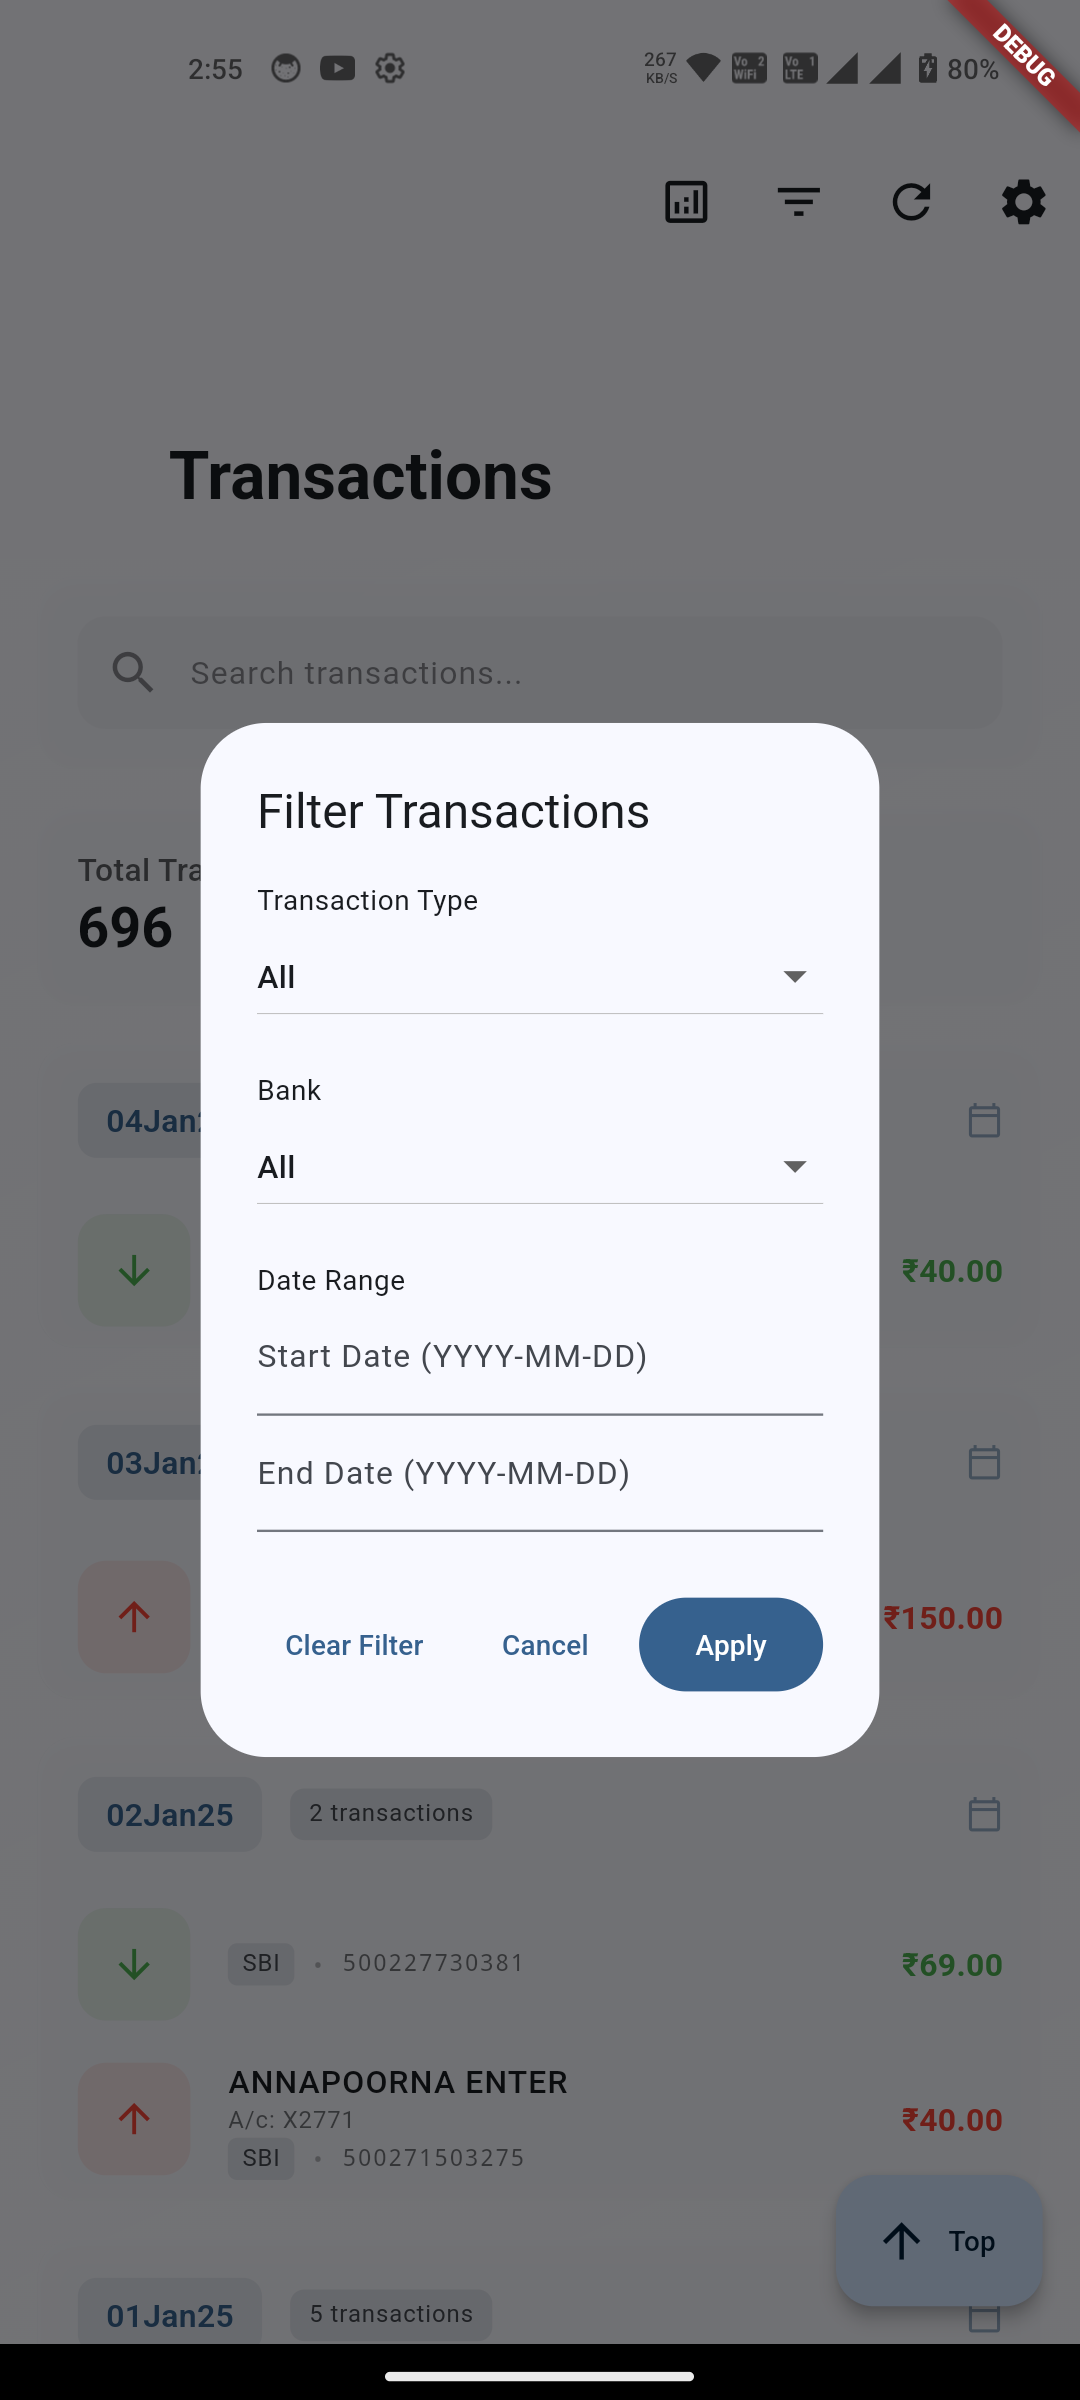 2:55
267
KB/S
Vo 2
WiFi
Vo 1
LTE
80%
DEBUG
Transactions
Search transactions...
Total Tra
696
Filter Transactions
Transaction Type
All
Bank
All
Date Range
Start Date (YYYY-MM-DD)
End Date (YYYY-MM-DD)
Clear Filter
Cancel
Apply
04Jan
₹40.00
03Jan
₹150.00
02Jan25
2 transactions
SBI • 500227730381
₹69.00
ANNAPOORNA ENTER
A/c: X2771
SBI • 500271503275
₹40.00
Top
01Jan25
5 transactions